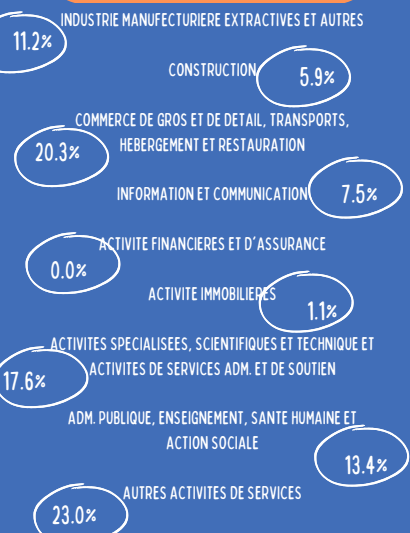 INDUSTRIE MANUFECTURIERE EXTRACTIVES ET AUTRES
11.2%
CONSTRUCTION
5.9%
COMMERCE DE GROS ET DE DETAIL, TRANSPORTS,
HEBERGEMENT ET RESTAURATION
20.3%
INFORMATION ET COMMUNICATION
7.5%
ACTIVITE FINANCIERES ET D'ASSURANCE
0.0%
ACTIVITE IMMOBILIERES
1.1%
ACTIVITES SPECIALISEES, SCIENTIFIQUES ET TECHNIQUE ET
ACTIVITES DE SERVICES ADM. ET DE SOUTIEN
17.6%
ADM. PUBLIQUE, ENSEIGNEMENT, SANTE HUMAINE ET
ACTION SOCIALE
13.4%
AUTRES ACTIVITES DE SERVICES
23.0%